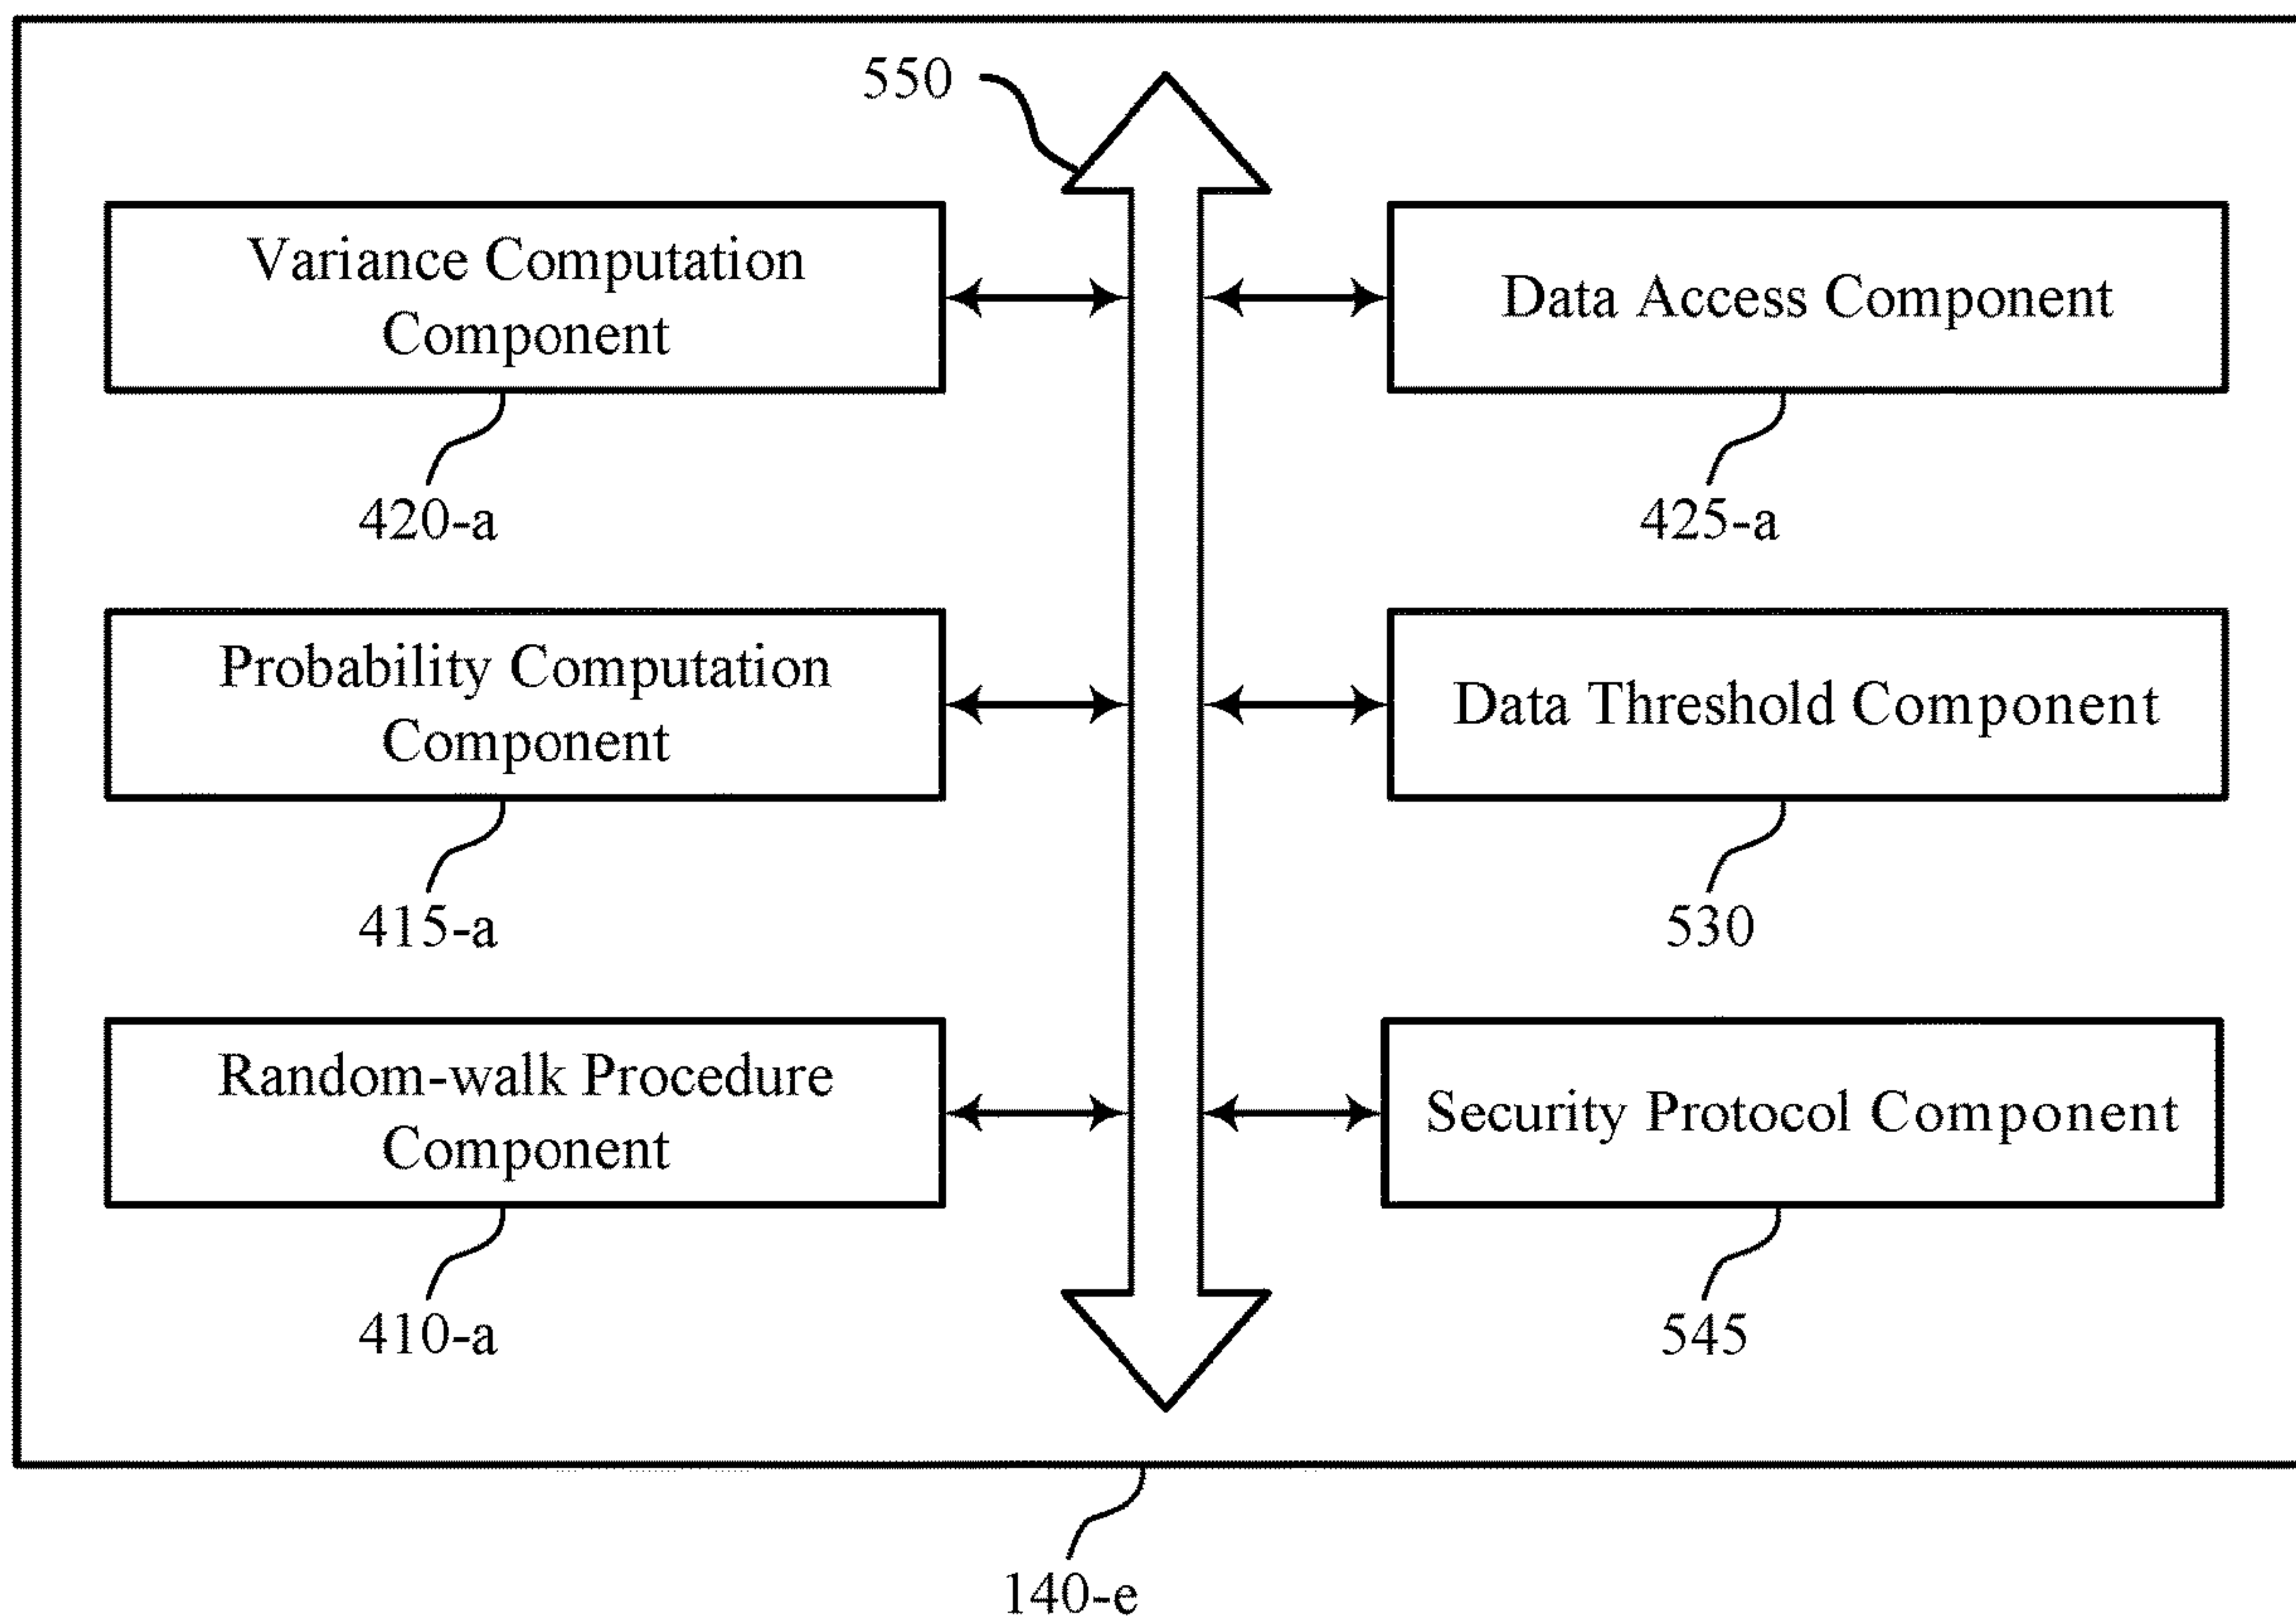 550
Variance Computation
Component
420-a
Data Access Component
425-a
Probability Computation
Component
415-a
Data Threshold Component
530
Random-walk Procedure
Component
410-a
Security Protocol Component
545
140-e